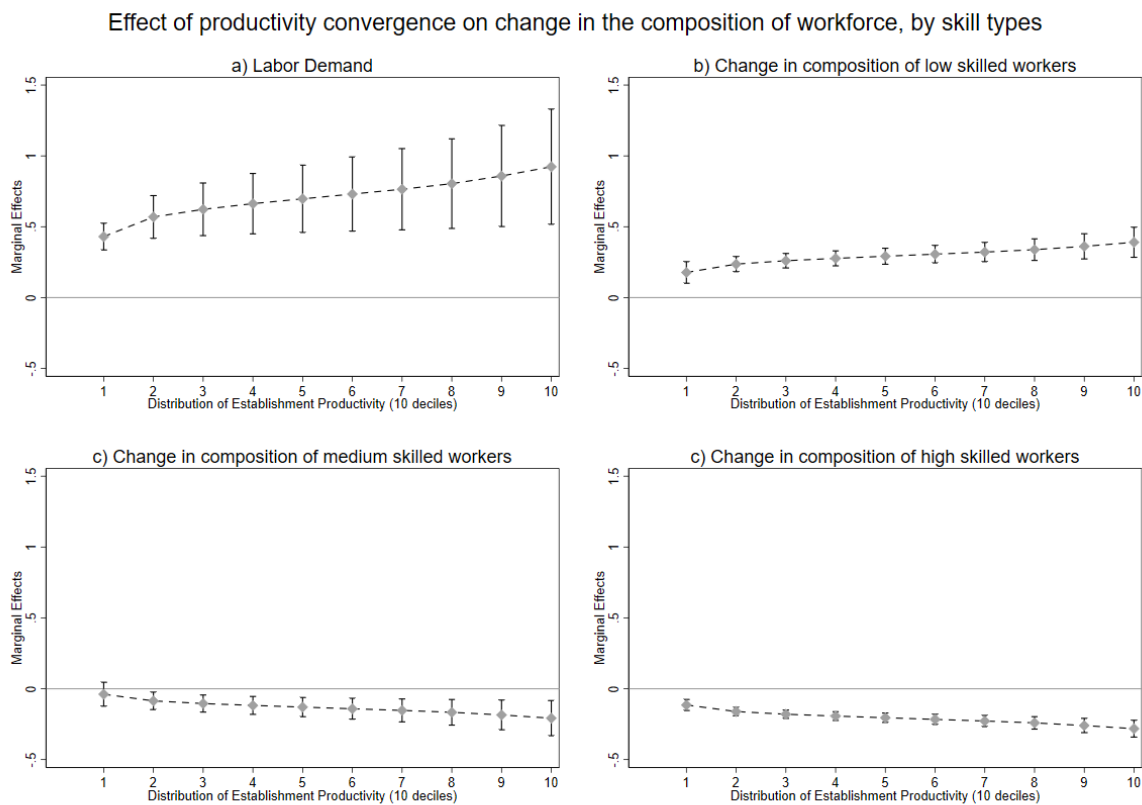 Effect of productivity convergence on change in the composition of workforce, by skill types
a) Labor Demand
Marginal Effects
1.5
1
.5
0
-.5
1 2 3 4 5 6 7 8 9 10
Distribution of Establishment Productivity (10 deciles)
b) Change in composition of low skilled workers
Marginal Effects
1.5
1
.5
0
-.5
1 2 3 4 5 6 7 8 9 10
Distribution of Establishment Productivity (10 deciles)
c) Change in composition of medium skilled workers
Marginal Effects
1.5
1
.5
0
-.5
1 2 3 4 5 6 7 8 9 10
Distribution of Establishment Productivity (10 deciles)
c) Change in composition of high skilled workers
Marginal Effects
1.5
1
.5
0
-.5
1 2 3 4 5 6 7 8 9 10
Distribution of Establishment Productivity (10 deciles)